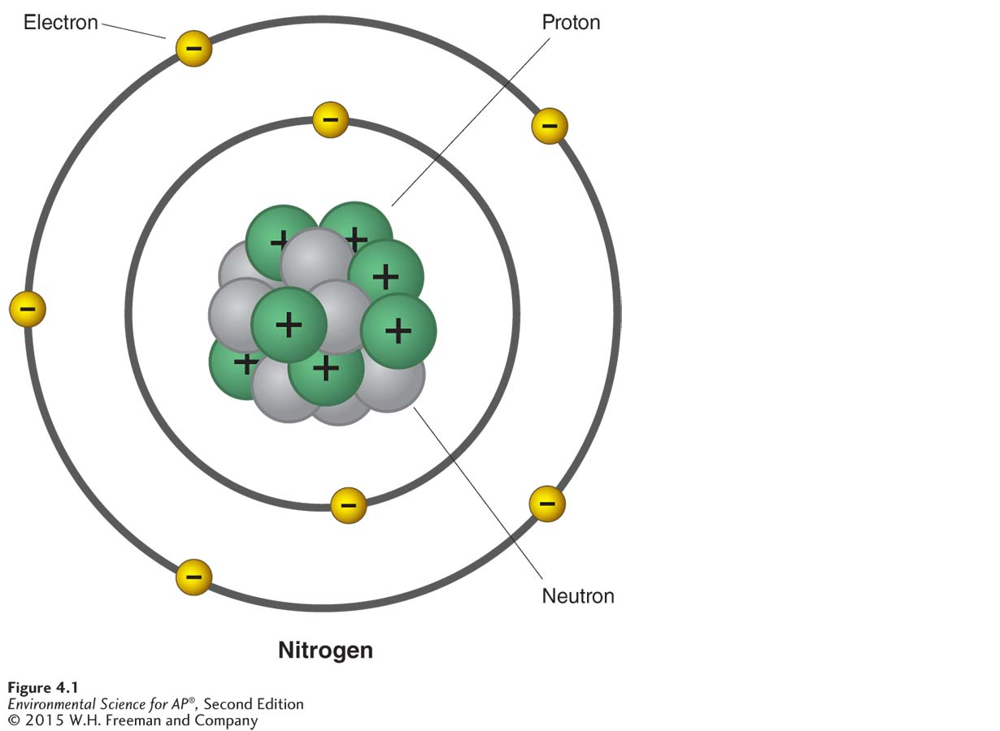 Electron
Proton
Neutron
Nitrogen
Figure 4.1
Environmental Science for AP®, Second Edition
© 2015 W.H. Freeman and Company